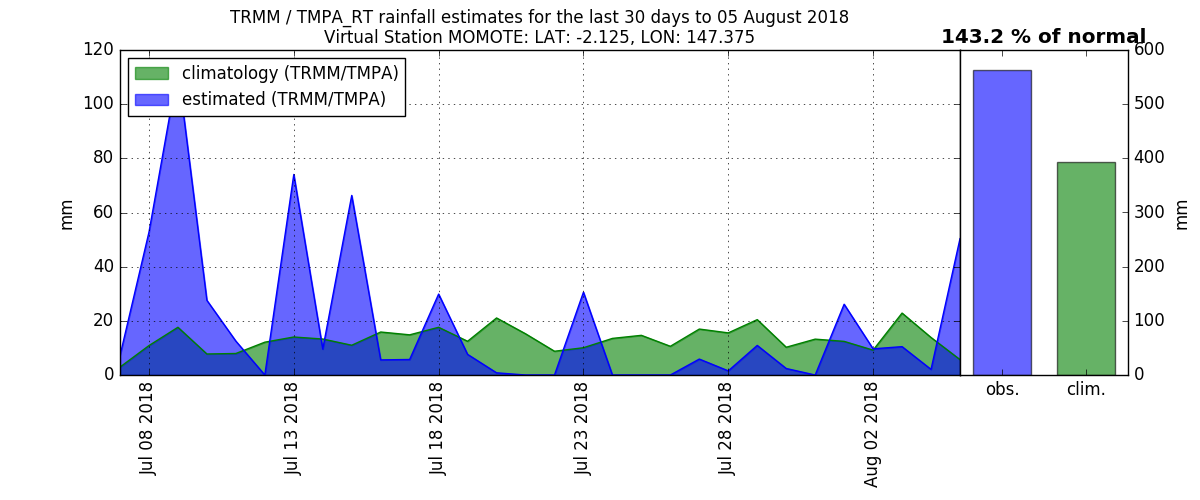 TRMM / TMPA_RT rainfall estimates for the last 30 days to 05 August 2018
Virtual Station MOMOTE: LAT: -2.125, LON: 147.375
143.2 % of normal
climatology (TRMM/TMPA)
estimated (TRMM/TMPA)
120
100
80
60
40
20
0
mm
Jul 08 2018
Jul 13 2018
Jul 18 2018
Jul 23 2018
Jul 28 2018
Aug 02 2018
600
500
400
300
200
100
0
mm
obs.
clim.